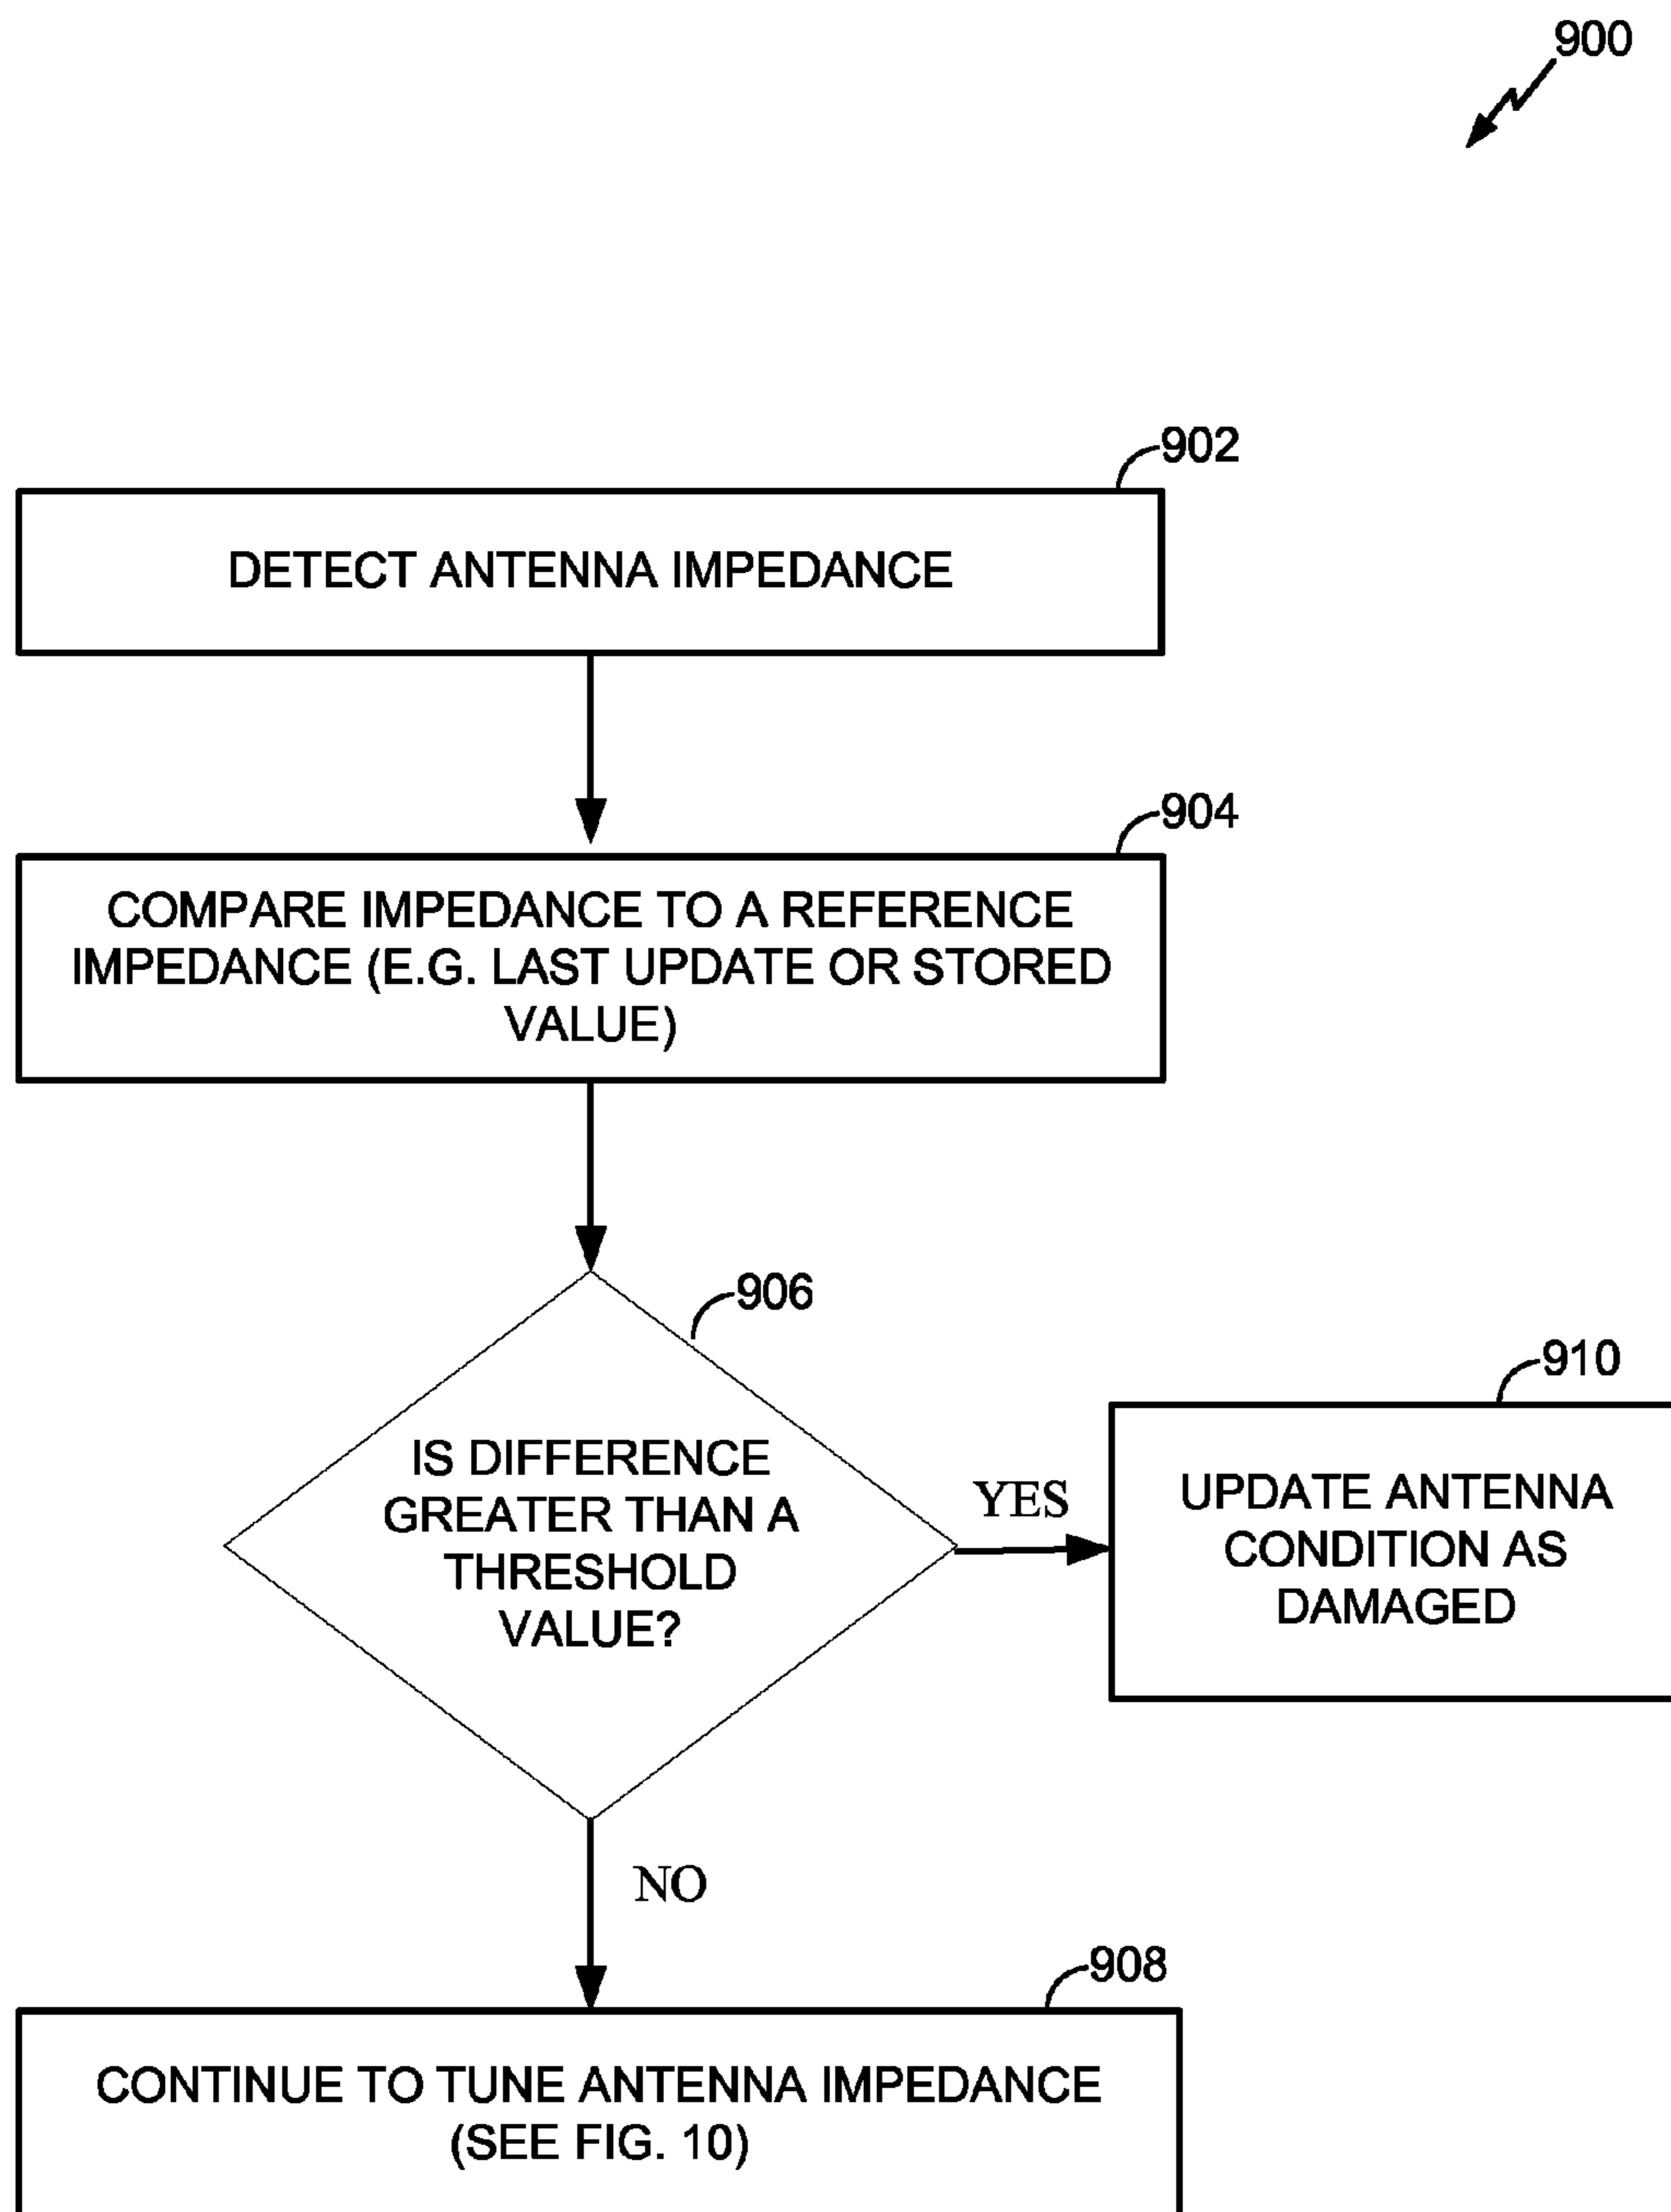 900
902
DETECT ANTENNA IMPEDANCE
904
COMPARE IMPEDANCE TO A REFERENCE
IMPEDANCE (E.G. LAST UPDATE OR STORED
VALUE)
906
IS DIFFERENCE
GREATER THAN A
THRESHOLD
VALUE?
YES
910
UPDATE ANTENNA
CONDITION AS
DAMAGED
NO
908
CONTINUE TO TUNE ANTENNA IMPEDANCE
(SEE FIG. 10)